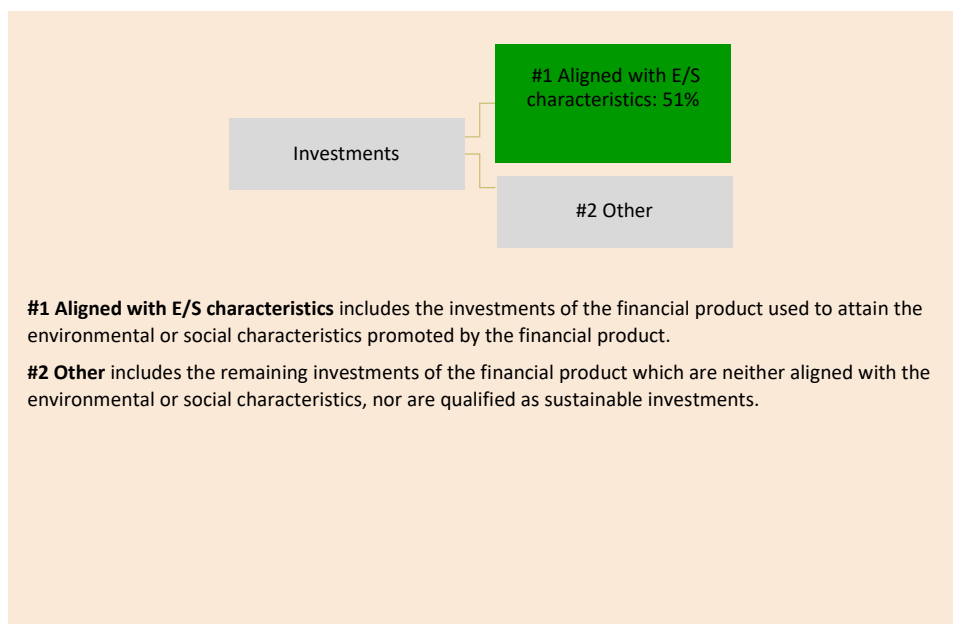 #1 Aligned with E/S
characteristics: 51%
Investments
#2 Other
#1 Aligned with E/S characteristics includes the investments of the financial product used to attain the
environmental or social characteristics promoted by the financial product.
#2 Other includes the remaining investments of the financial product which are neither aligned with the
environmental or social characteristics, nor are qualified as sustainable investments.